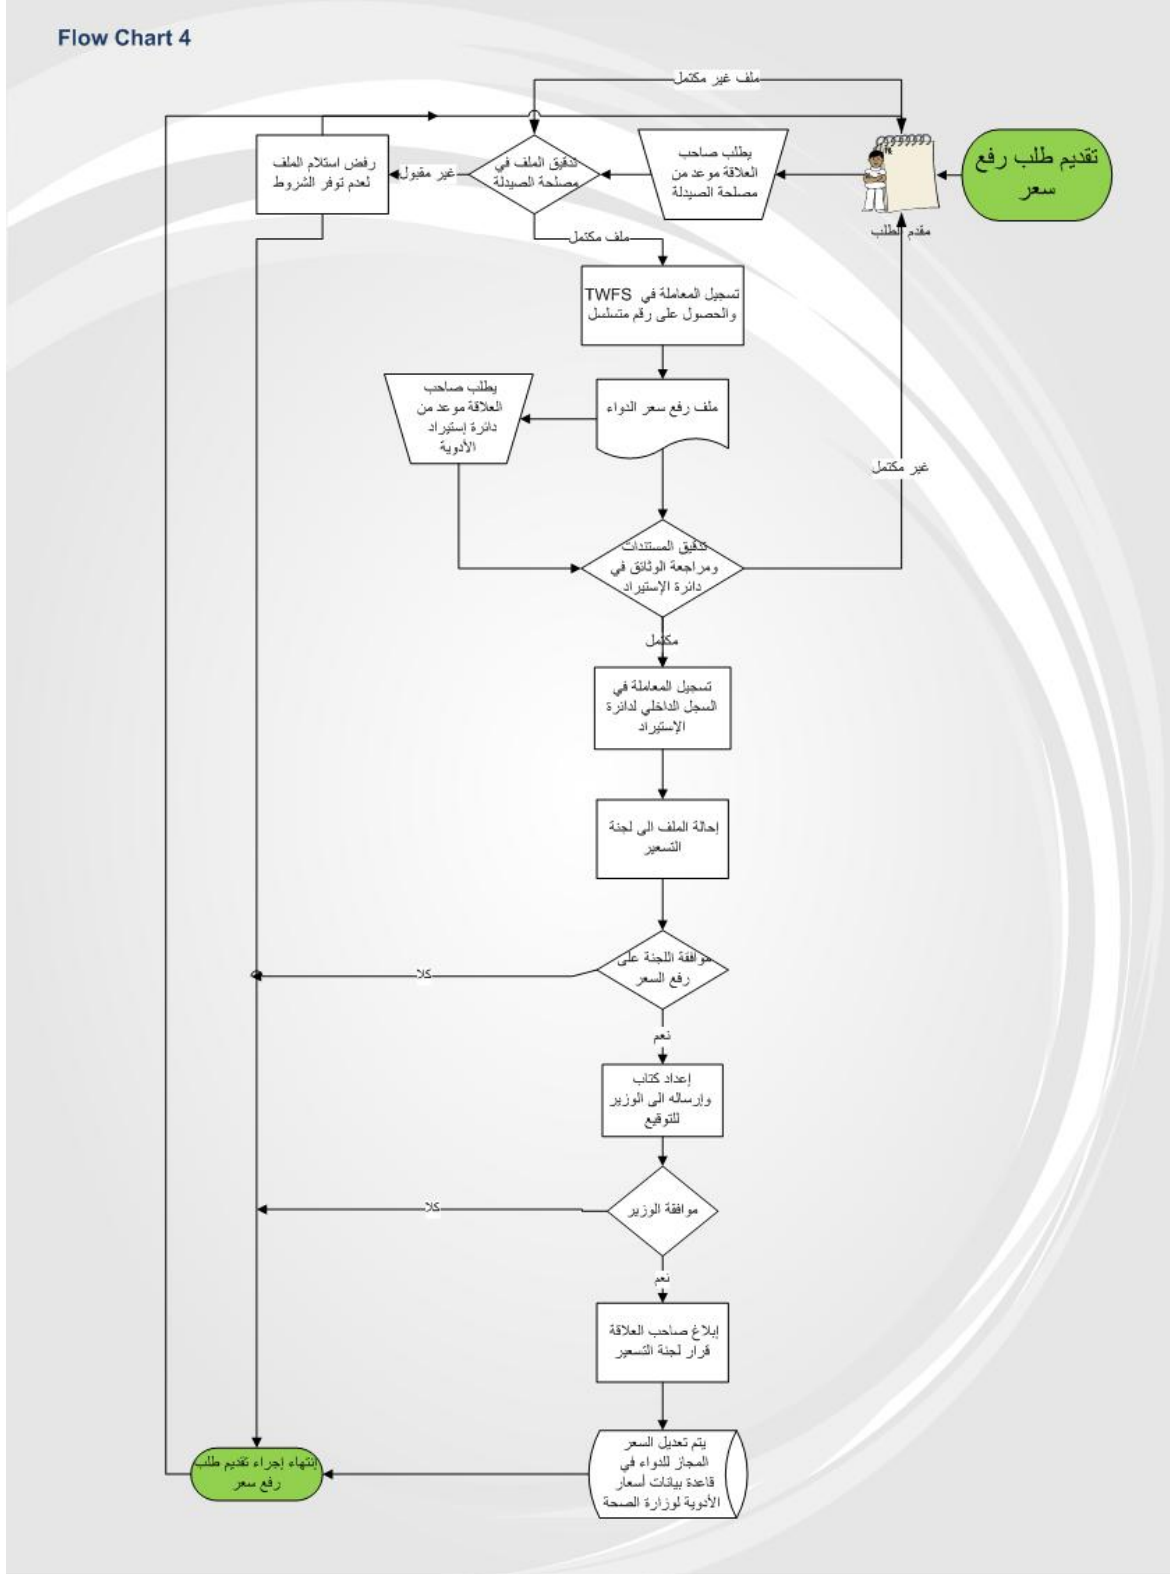 Flow Chart 4
ملف غير مكتمل
تقديم طلب رفع
سعر
مقدم الطلب
يطلب صاحب
العلاقة موعد من
مصلحة الصيدلة
تدقيق الملف في
مصلحة الصيدلة
غير مقبول
رفض استلام الملف
لعدم توفر الشروط
ملف مكتمل
تسجيل المعاملة في TWFS
والحصول على رقم متسلسل
ملف رفع سعر الدواء
يطلب صاحب
العلاقة موعد من
دائرة إستيراد
الأدوية
غير مكتمل
تدقيق المستندات
ومراجعة الوثائق في
دائرة الإستيراد
مكتمل
تسجيل المعاملة في
السجل الداخلي لدائرة
الإستيراد
إحالة الملف الى لجنة
التسعير
موافقة اللجنة على
رفع السعر
كلا
نعم
إعداد كتاب
وإرساله الى الوزير
للتوقيع
موافقة الوزير
كلا
نعم
إبلاغ صاحب العلاقة
قرار لجنة التسعير
يتم تعديل السعر
المجاز للدواء في
قاعدة بيانات أسعار
الأدوية لوزارة الصحة
إنتهاء إجراء تقديم طلب
رفع سعر